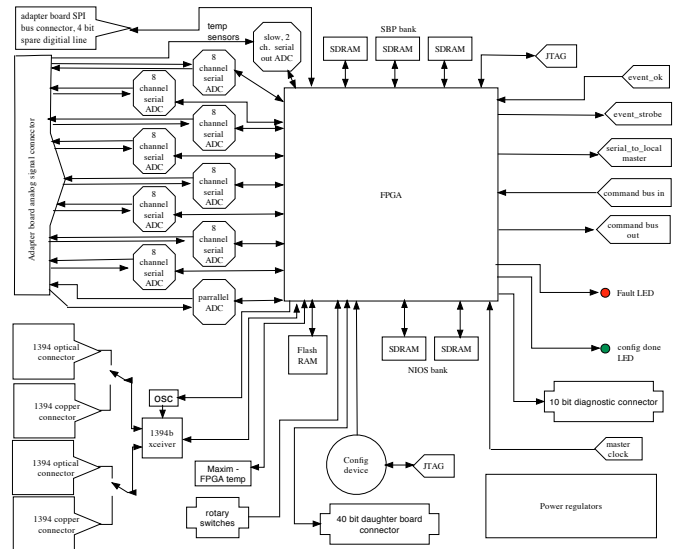 adapter board SPI
bus connector, 4 bit
spare digitial line
temp
sensors
slow, 2
ch. serial
out ADC
SBP bank
SDRAM
SDRAM
SDRAM
JTAG
event_ok
event_strobe
serial_to_local
master
command bus in
command bus
out
Fault LED
config done
LED
10 bit diagnostic connector
master
clock
Power regulators
FPGA
Adapter board analog signal connector
8
channel
serial
ADC
8
channel
serial
ADC
8
channel
serial
ADC
8
channel
serial
ADC
8
channel
serial
ADC
8
channel
serial
ADC
8
channel
serial
ADC
8
channel
serial
ADC
parrallel
ADC
Flash
RAM
SDRAM
SDRAM
NIOS bank
1394 optical
connector
1394 copper
connector
1394 optical
connector
1394 copper
connector
OSC
1394b
xceiver
Maxim -
FPGA temp
rotary
switches
Config
device
JTAG
40 bit daughter board
connector